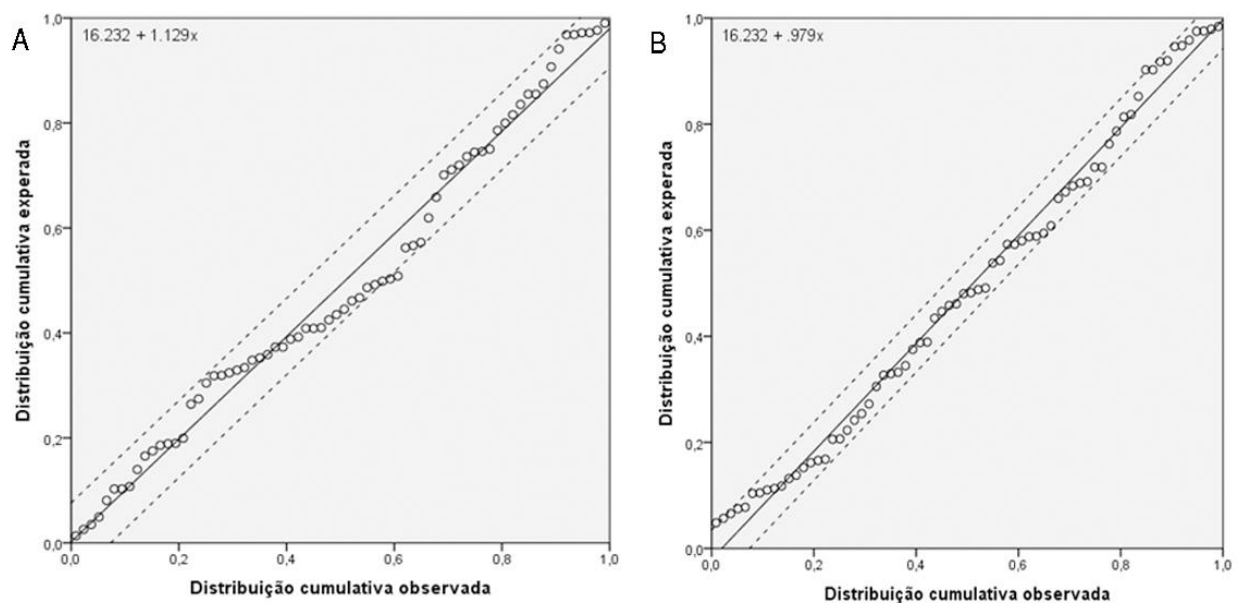 A
16.232 + 1.129x
1,0
0,8
0,6
0,4
0,2
0,0
Distribuição cumulativa experada
0,0 0,2 0,4 0,6 0,8 1,0
Distribuição cumulativa observada
B
16.232 + .979x
1,0
0,8
0,6
0,4
0,2
0,0
Distribuição cumulativa experada
0,0 0,2 0,4 0,6 0,8 1,0
Distribuição cumulativa observada